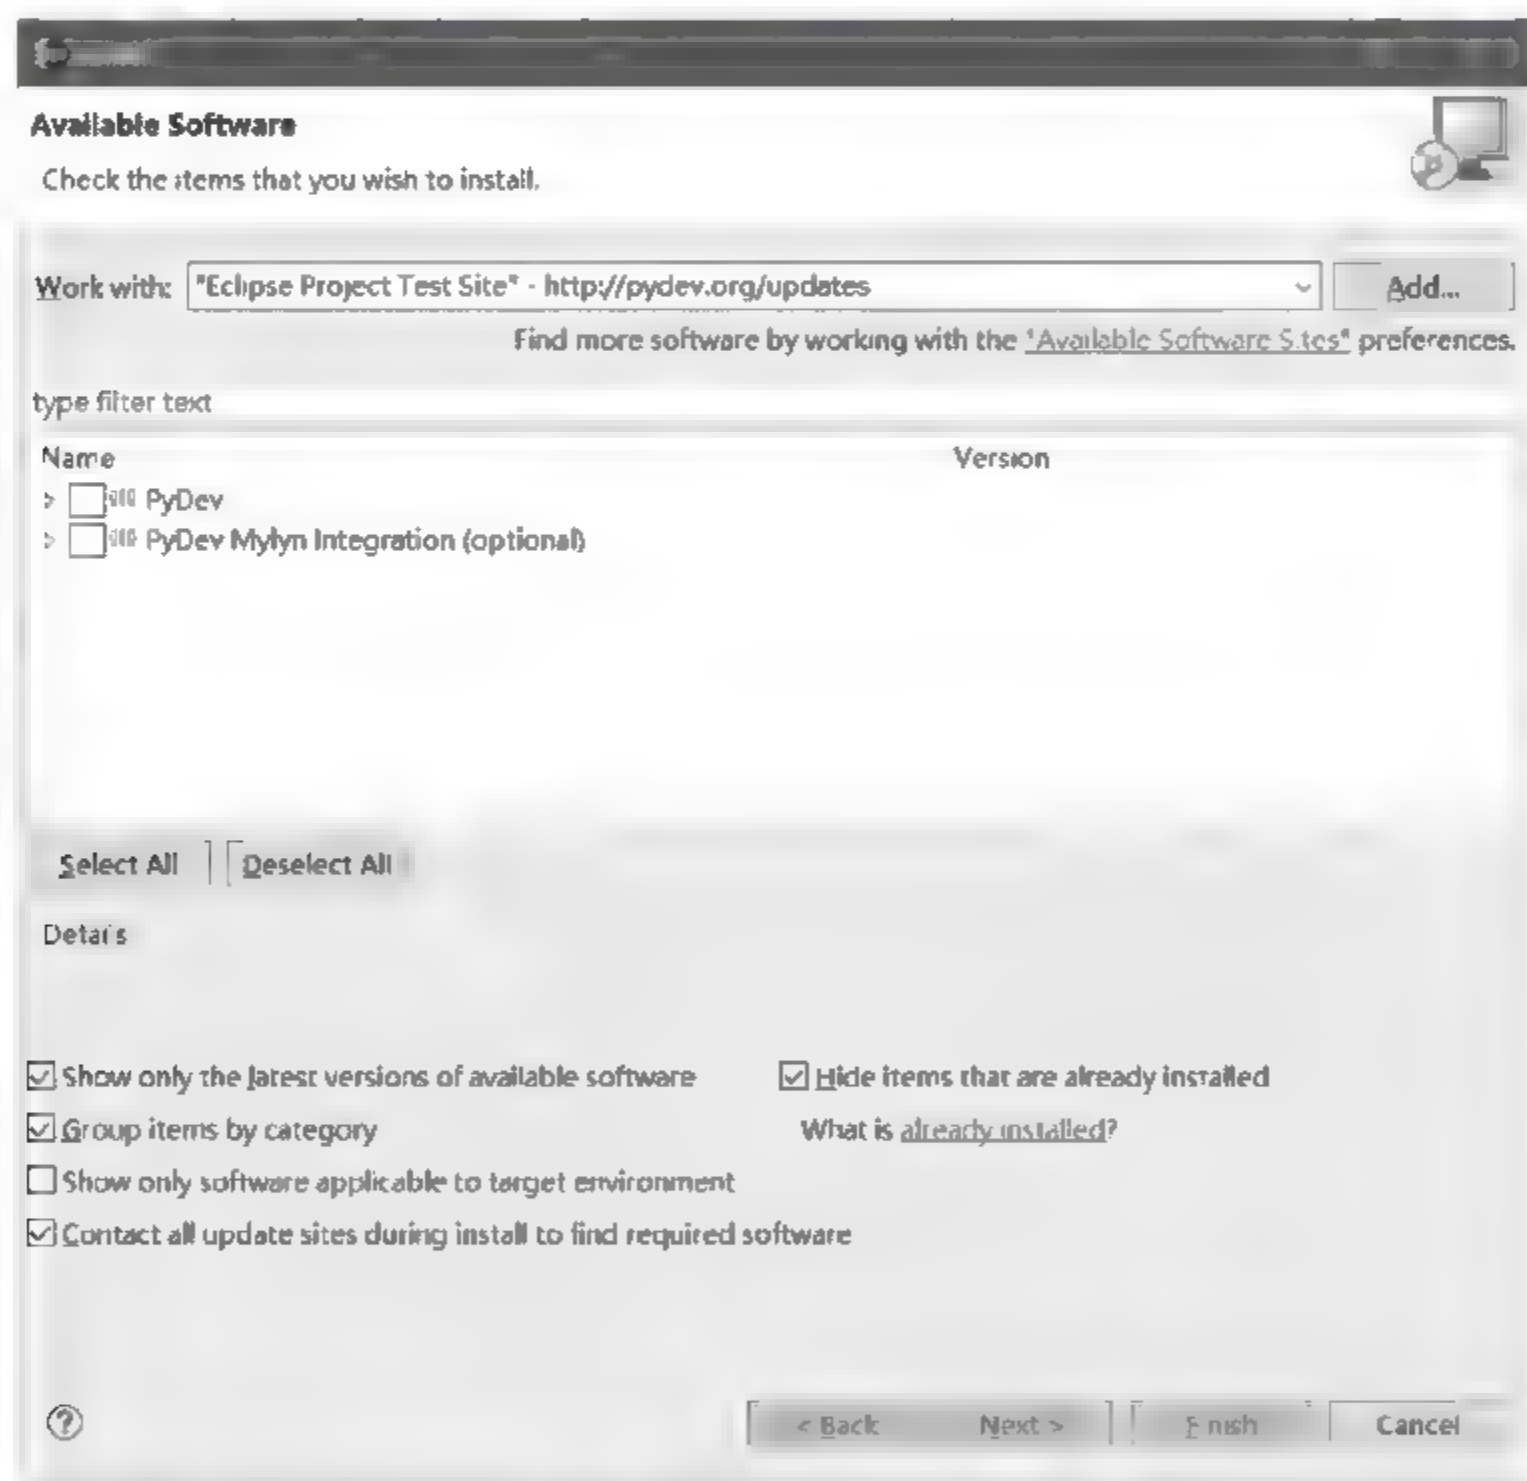 Available Software
Check the items that you wish to install.
Work with: "Eclipse Project Test Site" - http://pydev.org/updates Add...
Find more software by working with the "Available Software Sites" preferences.
type filter text
Name Version
PyDev
PyDev Mylyn Integration (optional)
Select All Deselect All
Details
Show only the latest versions of available software Hide items that are already installed
Group items by category What is already installed?
Show only software applicable to target environment
Contact all update sites during install to find required software
? < Back Next > Finish Cancel